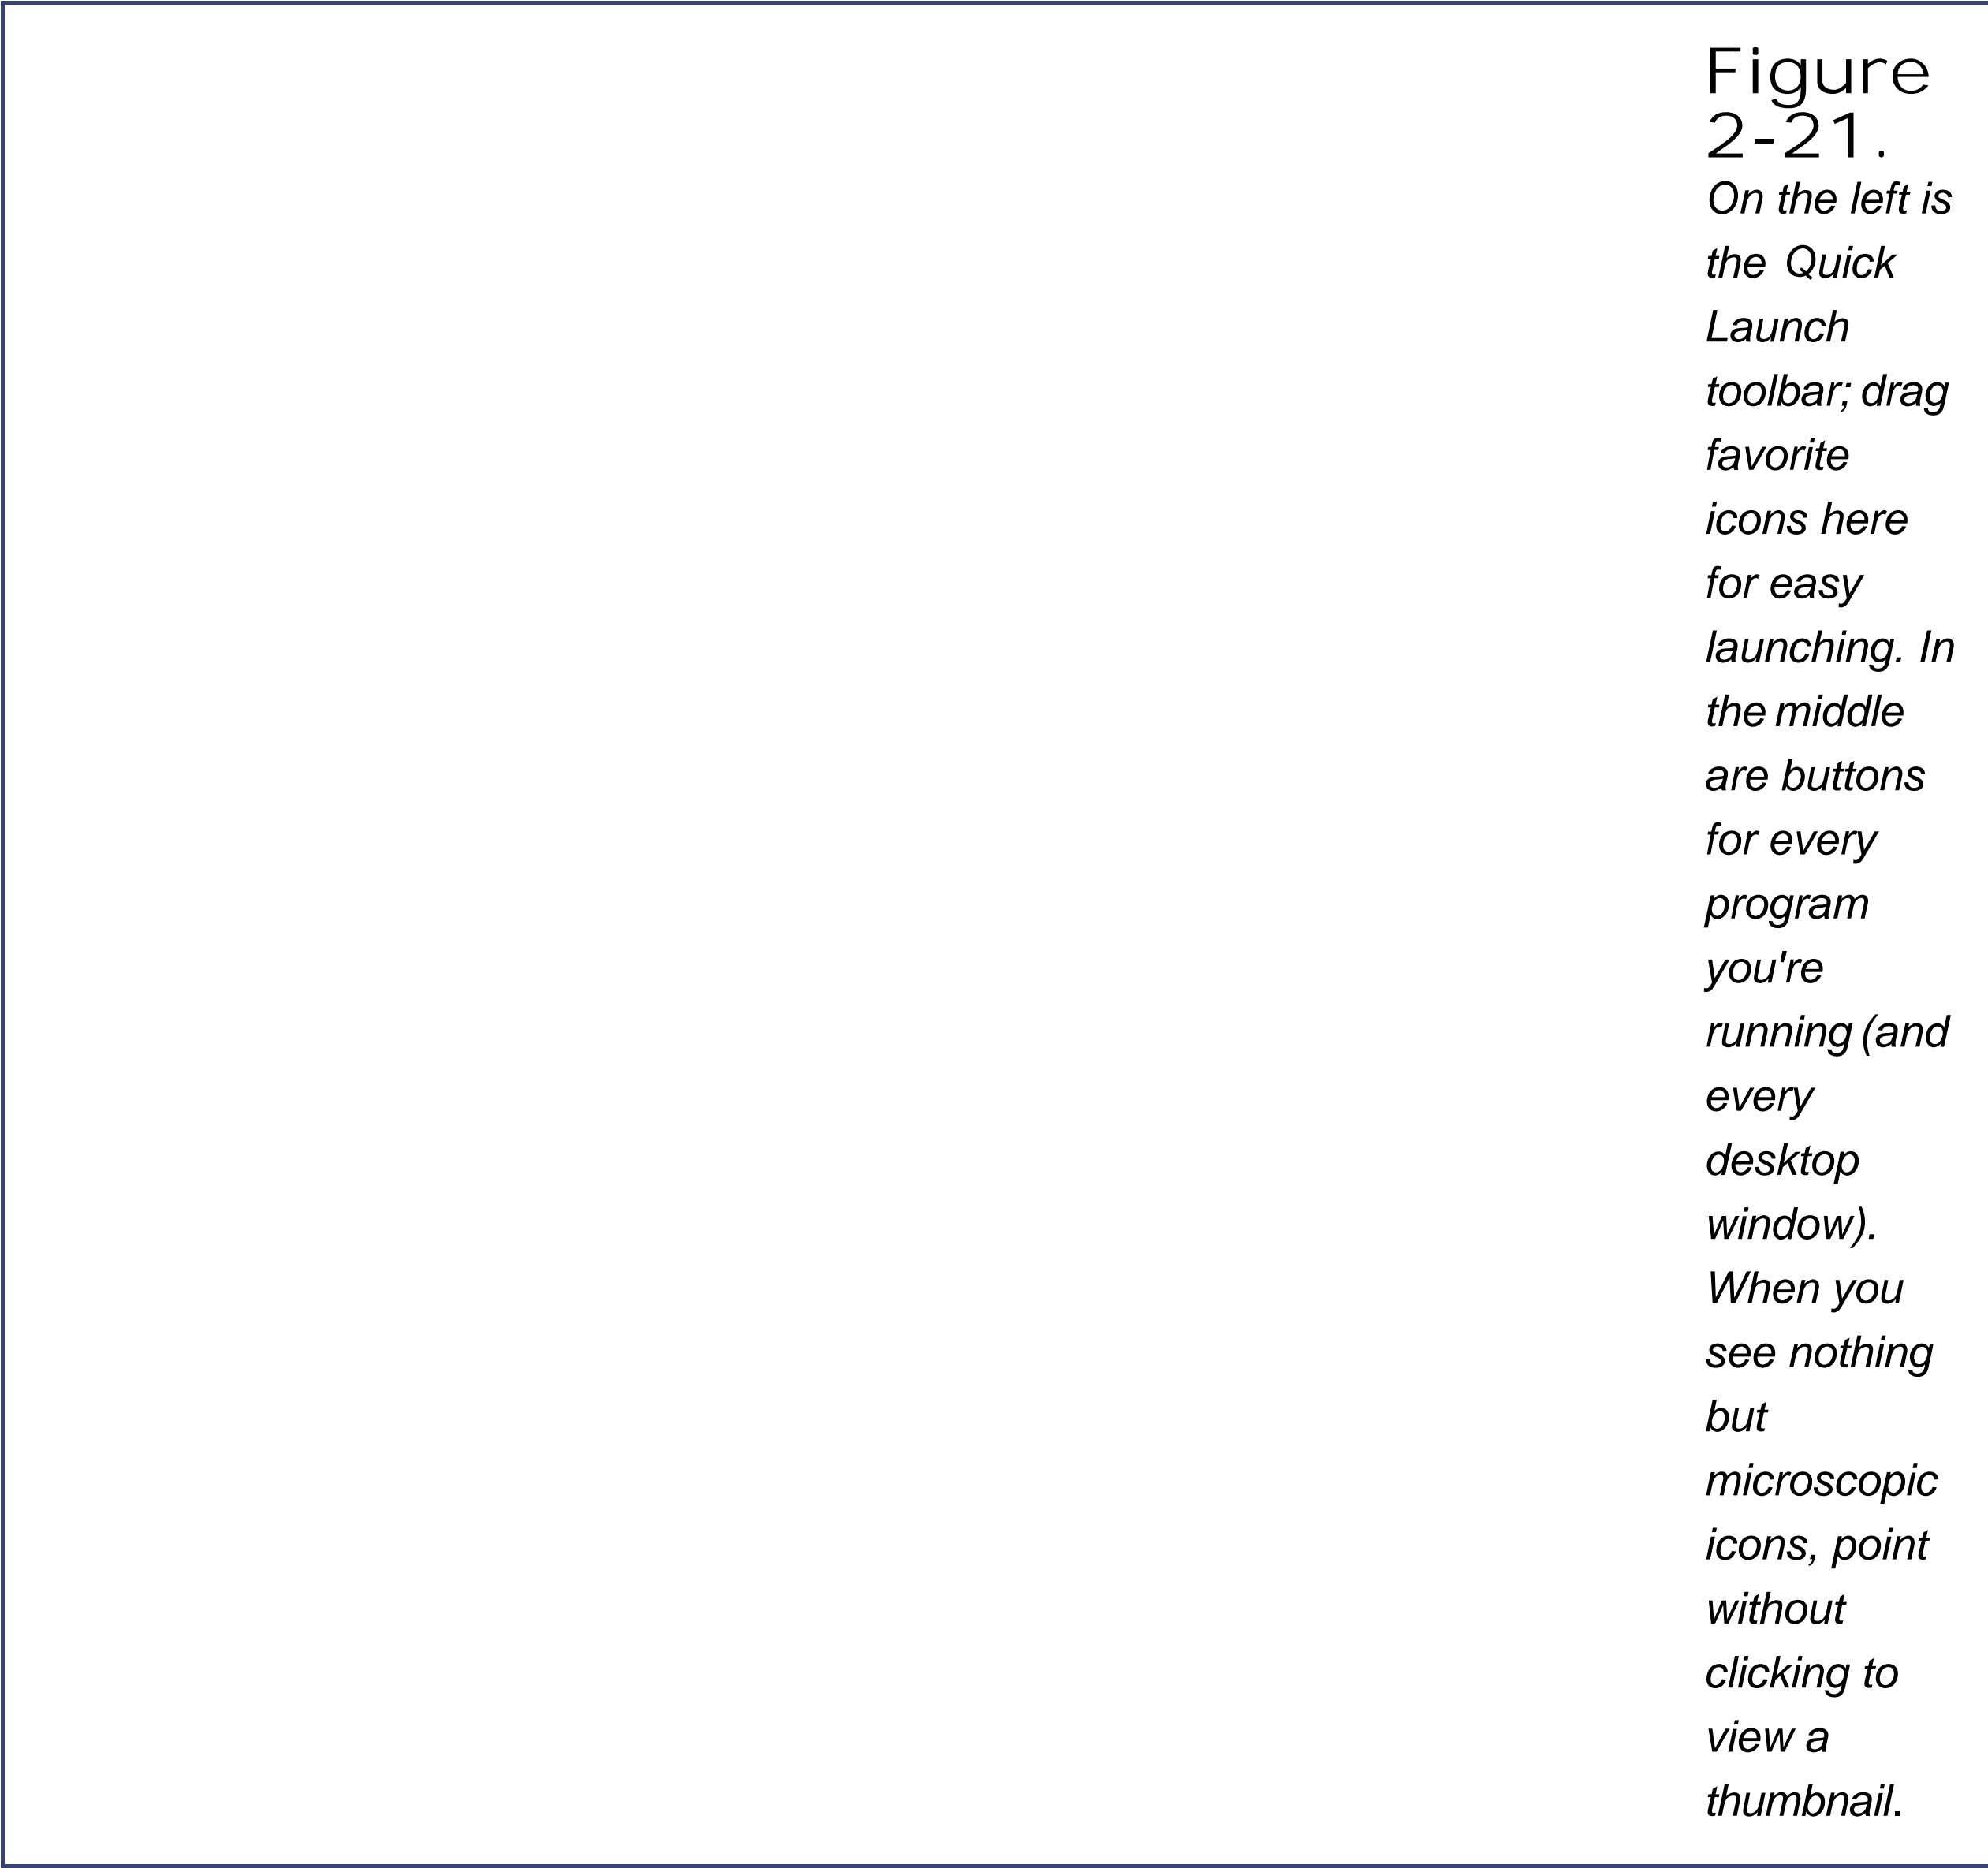 Figure
2-21.
On the left is
the Quick
Launch
toolbar; drag
favorite
icons here
for easy
launching. In
the middle
are buttons
for every
program
you're
running (and
every
desktop
window).
When you
see nothing
but
microscopic
icons, point
without
clicking to
view a
thumbnail.